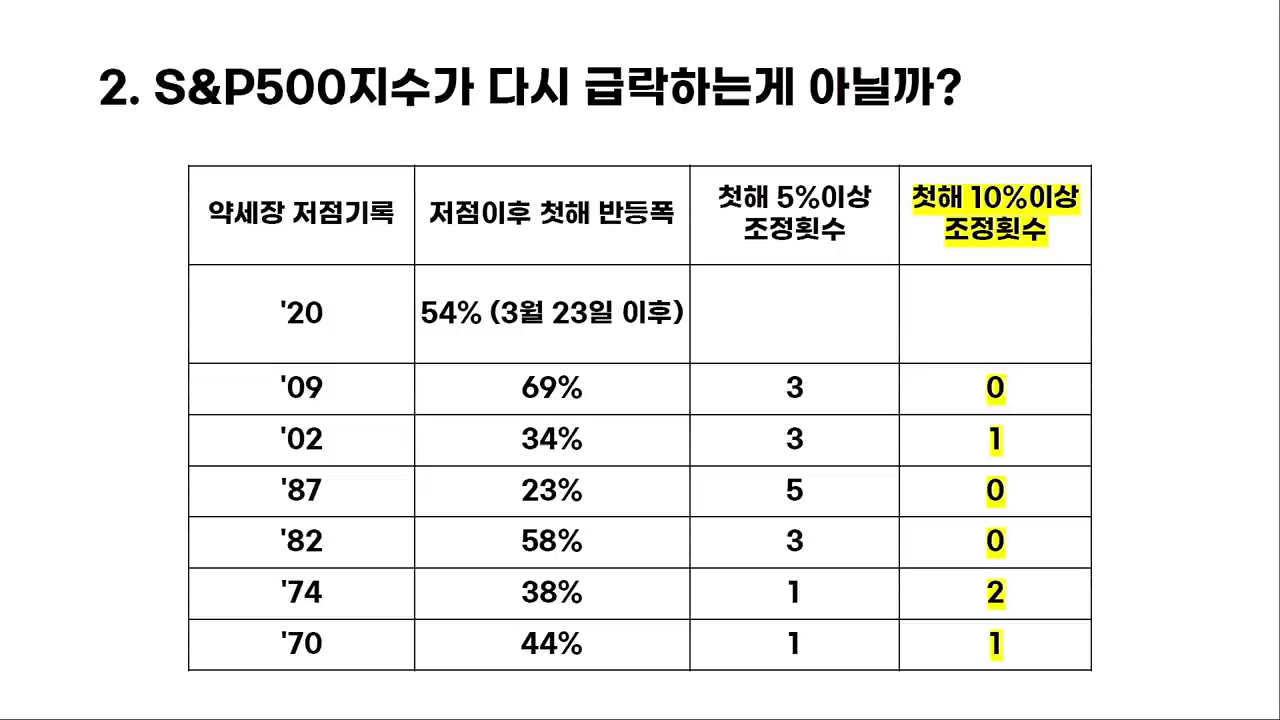 2. S&P500지수가 다시 급락하는게 아닐까?
약세장 저점기록 저점이후 첫해 반등폭 첫해 5%이상 조정횟수 첫해 10%이상 조정횟수
'20 54% (3월 23일 이후)
'09 69% 3 0
'02 34% 3 1
'87 23% 5 0
'82 58% 3 0
'74 38% 1 2
'70 44% 1 1